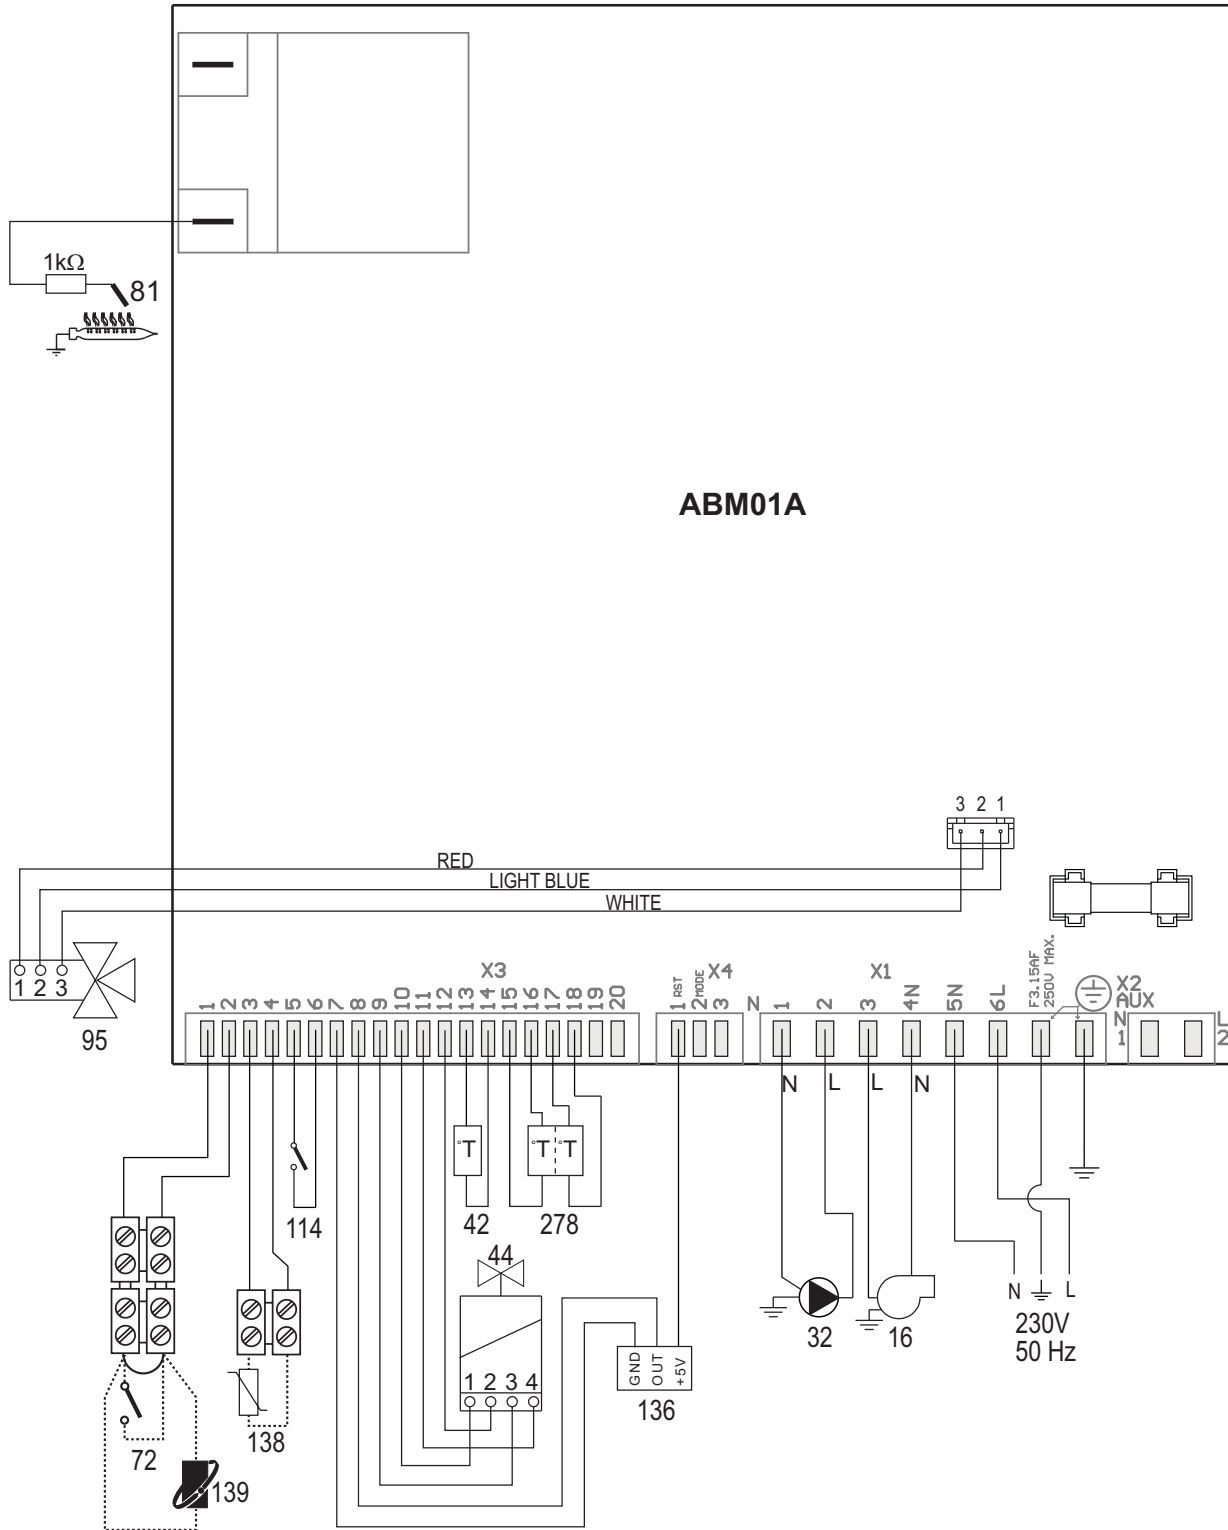 1kΩ
81
ABM01A
3 2 1
RED
LIGHT BLUE
WHITE
1 2 3
95
X3
1 2 3 4 5 6 7 8 9 10 11 12 13 14 15 16 17 18 19 20
X4
1 RST
2 MODE
3
X1
N
1 2 3 4N 5N 6L
F3.15AF
250V MAX.
X2
AUX
N
1
L
2
N L L N
°T
°T °T
114
42
278
44
N L
230V
50 Hz
32
16
GND
OUT
+5V
1 2 3 4
136
138
72
139